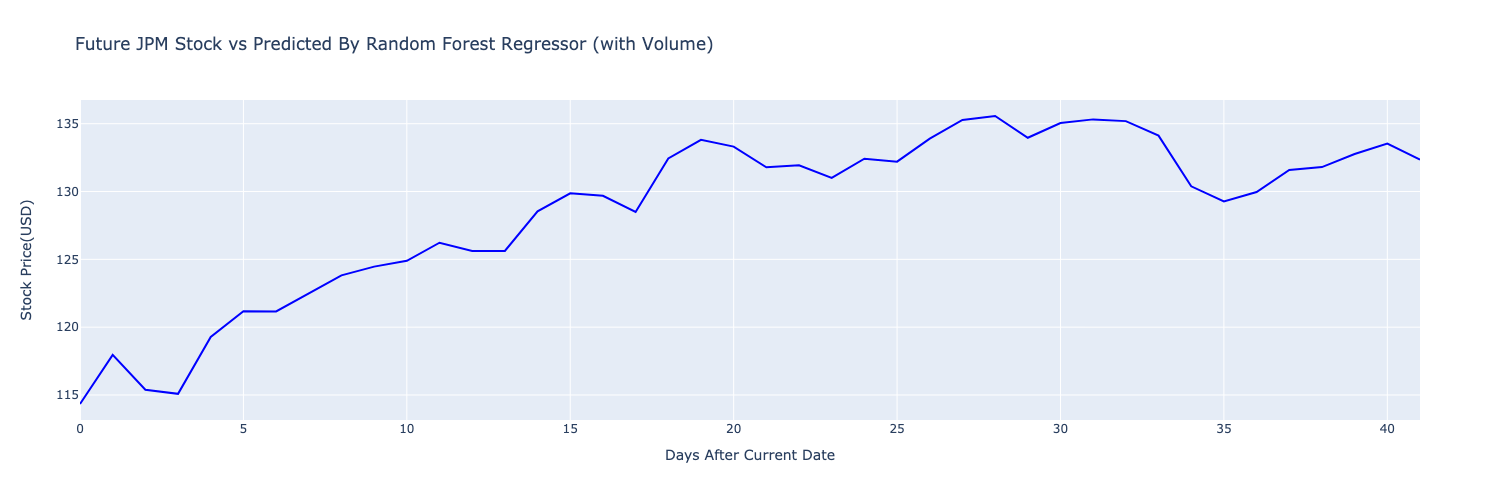 Future JPM Stock vs Predicted By Random Forest Regressor (with Volume)
Stock Price(USD)
135
130
125
120
115
0 5 10 15 20 25 30 35 40
Days After Current Date